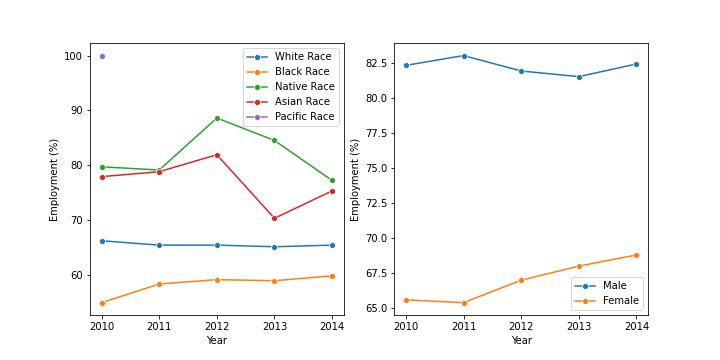 100
90
80
70
60
Employment (%)
2010 2011 2012 2013 2014
Year
White Race
Black Race
Native Race
Asian Race
Pacific Race
82.5
80.0
77.5
75.0
72.5
70.0
67.5
65.0
Employment (%)
2010 2011 2012 2013 2014
Year
Male
Female